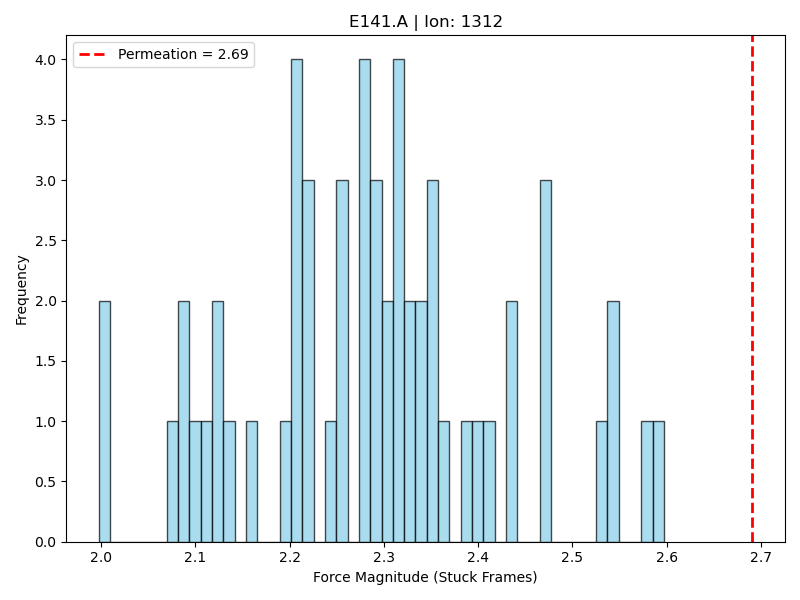 E141.A | Ion: 1312
Permeation = 2.69
4.0
3.5
3.0
2.5
2.0
1.5
1.0
0.5
0.0
Frequency
2.0 2.1 2.2 2.3 2.4 2.5 2.6 2.7
Force Magnitude (Stuck Frames)